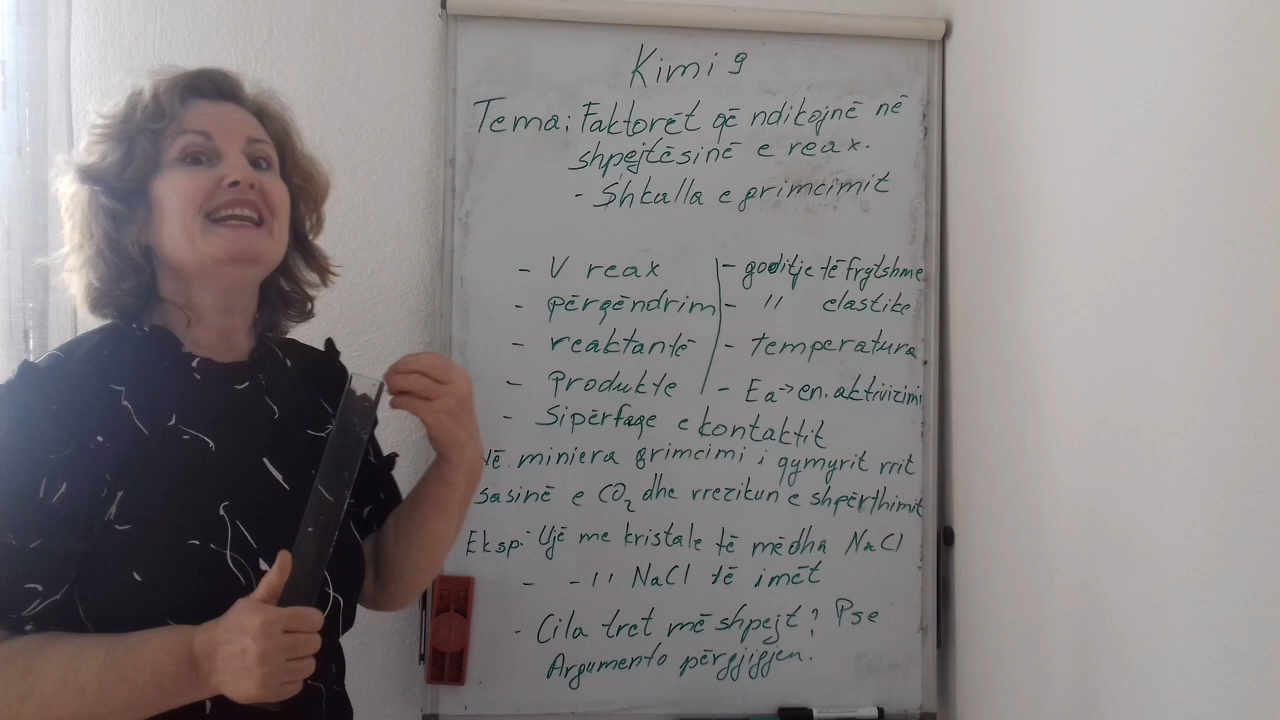 Kimi 9
Tema: Faktorët që ndikojnë në
shpejtësinë e reax.
- Shkalla e grimcimit
- V reax
- përqëndrim
- reaktantë
- Produkte
- goditje të frytshme
- // elastike
- temperatura
- Ea→en. aktivizimi
- Sipërfaqe e kontaktit
Në miniera grimcimi i qymyrit rrit
sasinë e CO₂ dhe rrezikun e shpërthimit
Eksp: Ujë me kristale të mëdha NaCl
- -// NaCl të imët
- Cila tret më shpejt? Pse
Argumento përgjigjen.